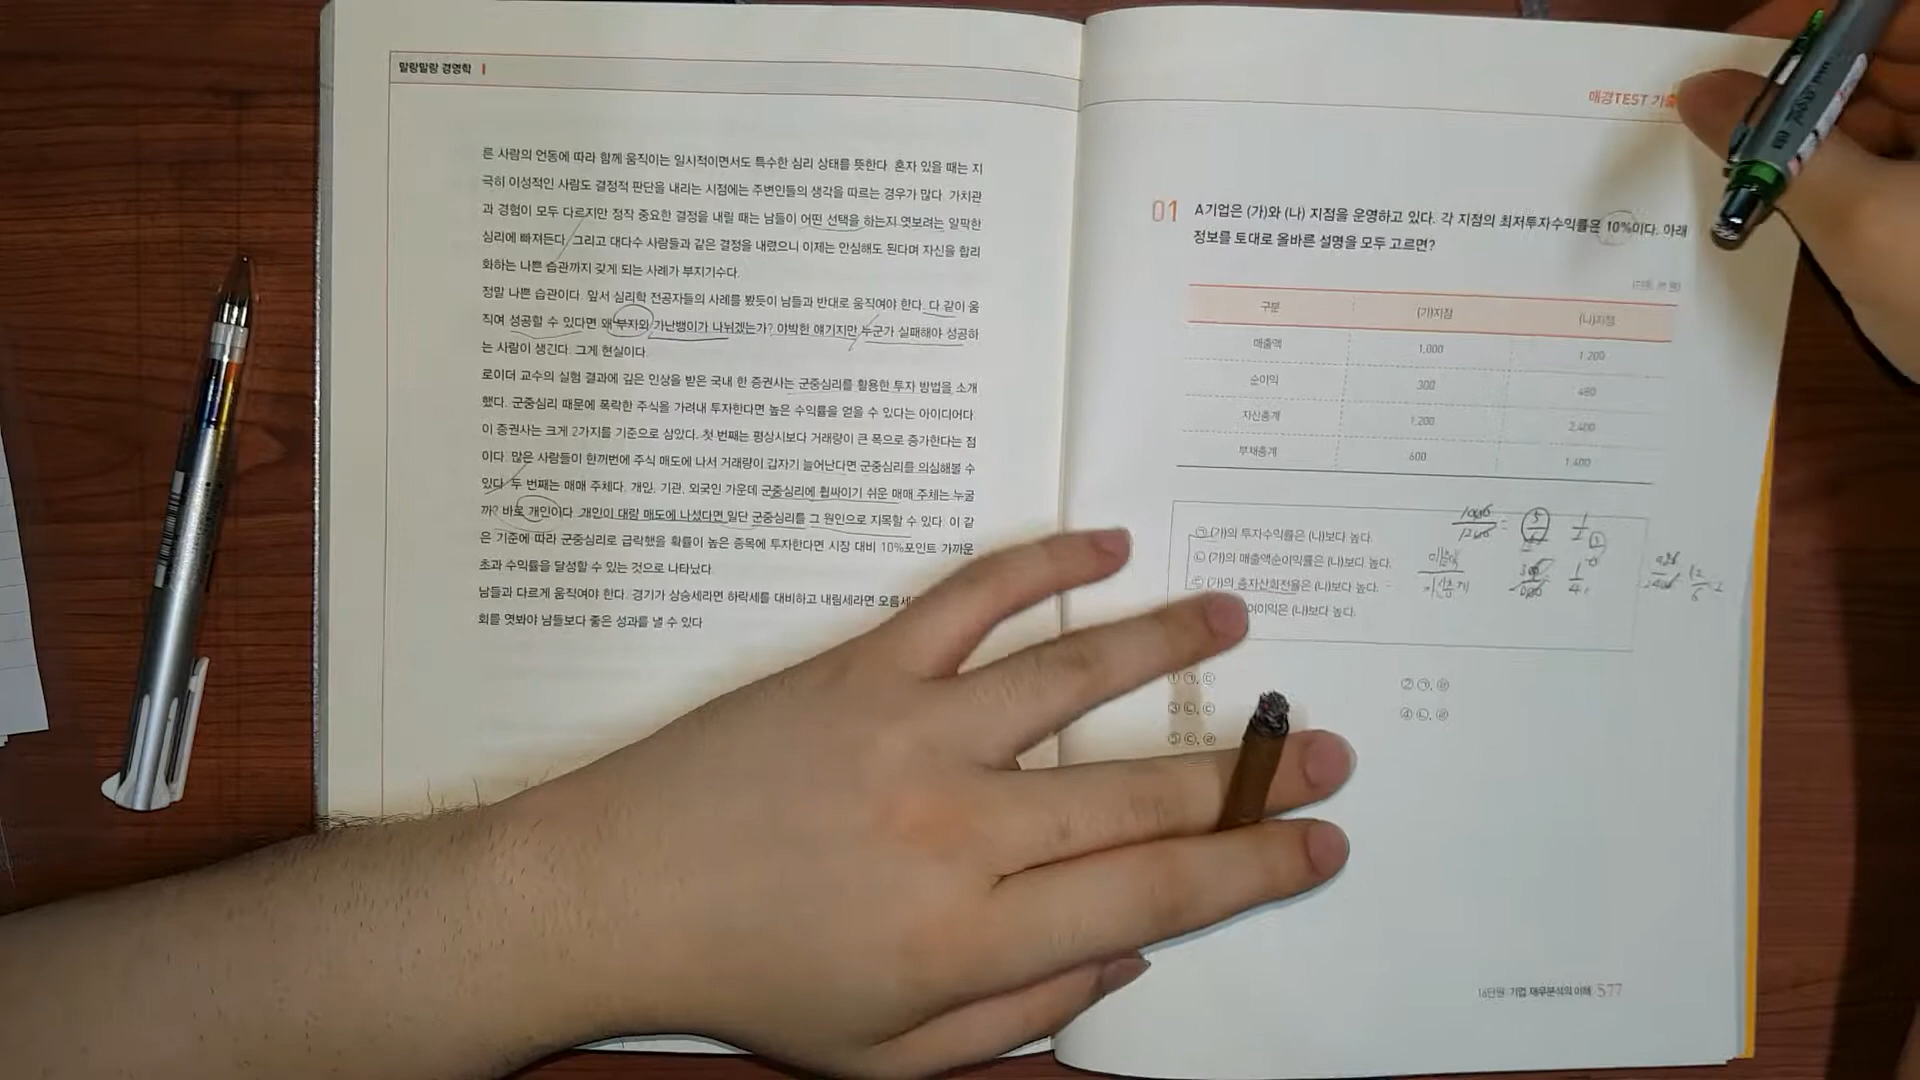 말랑말랑 경영학
른 사람의 언동에 따라 함께 움직이는 일시적이면서도 특수한 심리 상태를 뜻한다. 혼자 있을 때는 지
극히 이성적인 사람도 결정적 판단을 내리는 시점에는 주변인들의 생각을 따르는 경우가 많다. 가치관
과 경험이 모두 다르지만 정작 중요한 결정을 내릴 때는 남들이 어떤 선택을 하는지 엿보려는 얄팍한
심리에 빠져든다. 그리고 대다수 사람들과 같은 결정을 내렸으니 이제는 안심해도 된다며 자신을 합리
화하는 나쁜 습관까지 갖게 되는 사례가 부지기수다.
정말 나쁜 습관이다. 앞서 심리학 전공자들의 사례를 봤듯이 남들과 반대로 움직여야 한다. 다 같이 움
직여 성공할 수 있다면 왜 부자와 가난뱅이가 나뉘겠는가? 야박한 얘기지만 누군가 실패해야 성공하
는 사람이 생긴다. 그게 현실이다.
로이더 교수의 실험 결과에 깊은 인상을 받은 국내 한 증권사는 군중심리를 활용한 투자 방법을 소개
했다. 군중심리 때문에 폭락한 주식을 가려내 투자한다면 높은 수익률을 얻을 수 있다는 아이디어다.
이 증권사는 크게 2가지를 기준으로 삼았다. 첫 번째는 평상시보다 거래량이 큰 폭으로 증가한다는 점
이다. 많은 사람들이 한꺼번에 주식 매도에 나서 거래량이 갑자기 늘어난다면 군중심리를 의심해볼 수
있다. 두 번째는 매매 주체다. 개인, 기관, 외국인 가운데 군중심리에 휩싸이기 쉬운 매매 주체는 누굴
까? 바로 개인이다. 개인이 대량 매도에 나섰다면 일단 군중심리를 그 원인으로 지목할 수 있다. 이 같
은 기준에 따라 군중심리로 급락했을 확률이 높은 종목에 투자한다면 시장 대비 10%포인트 가까운
초과 수익률을 달성할 수 있는 것으로 나타났다.
남들과 다르게 움직여야 한다. 경기가 상승세라면 하락세를 대비하고 내림세라면 오름세
회를 엿봐야 남들보다 좋은 성과를 낼 수 있다
매경TEST 기출
01 A기업은 (가)와 (나) 지점을 운영하고 있다. 각 지점의 최저투자수익률은 10%이다. 아래
정보를 토대로 올바른 설명을 모두 고르면?
구분 (가)지점 (나)지점
매출액 1,000 1,200
순이익 300 480
자산총계 1,200 2,400
부채총계 600 1,400
㉠ (가)의 투자수익률은 (나)보다 높다.
㉡ (가)의 매출액순이익률은 (나)보다 높다.
㉢ (가)의 총자산회전율은 (나)보다 높다.
여이익은 (나)보다 높다.
① ㉠, ㉢
② ㉠, ㉣
③ ㉡, ㉢
④ ㉡, ㉣
⑤ ㉢, ㉣
16단원 기업 재무분석의 이해 577